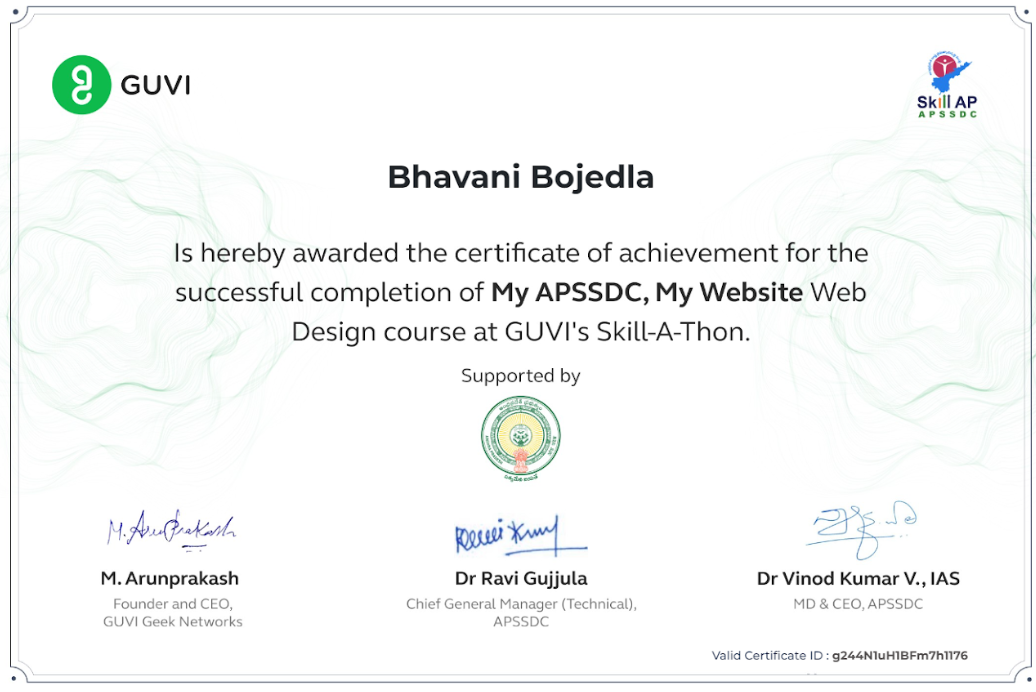 GUVI
Skill AP
APSSDC
Bhavani Bojedla
Is hereby awarded the certificate of achievement for the
successful completion of My APSSDC, My Website Web
Design course at GUVI's Skill-A-Thon.
Supported by
M. Arunprakash
M. Arunprakash
Founder and CEO,
GUVI Geek Networks
Dr Ravi Gujjula
Chief General Manager (Technical),
APSSDC
Dr Vinod Kumar V., IAS
MD & CEO, APSSDC
Valid Certificate ID : g244N1uH1BFm7h1176